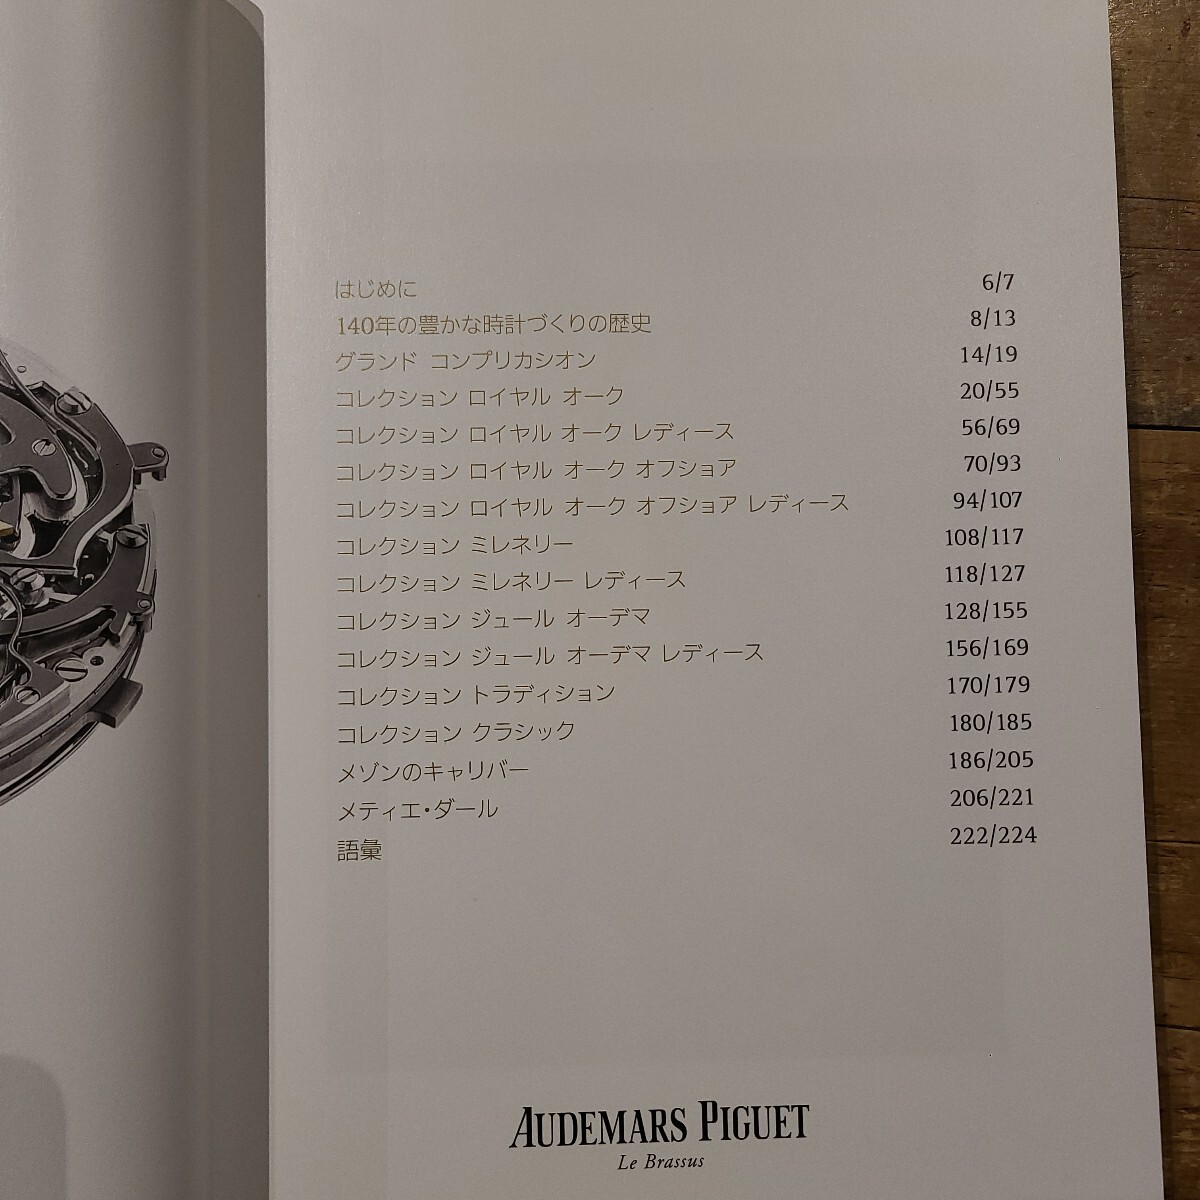 はじめに 6/7
140年の豊かな時計づくりの歴史 8/13
グランド コンプリカシオン 14/19
コレクション ロイヤル オーク 20/55
コレクション ロイヤル オーク レディース 56/69
コレクション ロイヤル オーク オフショア 70/93
コレクション ロイヤル オーク オフショア レディース 94/107
コレクション ミレネリー 108/117
コレクション ミレネリー レディース 118/127
コレクション ジュール オーデマ 128/155
コレクション ジュール オーデマ レディース 156/169
コレクション トラディション 170/179
コレクション クラシック 180/185
メゾンのキャリバー 186/205
メティエ・ダール 206/221
語彙 222/224
AUDEMARS PIGUET
Le Brassus